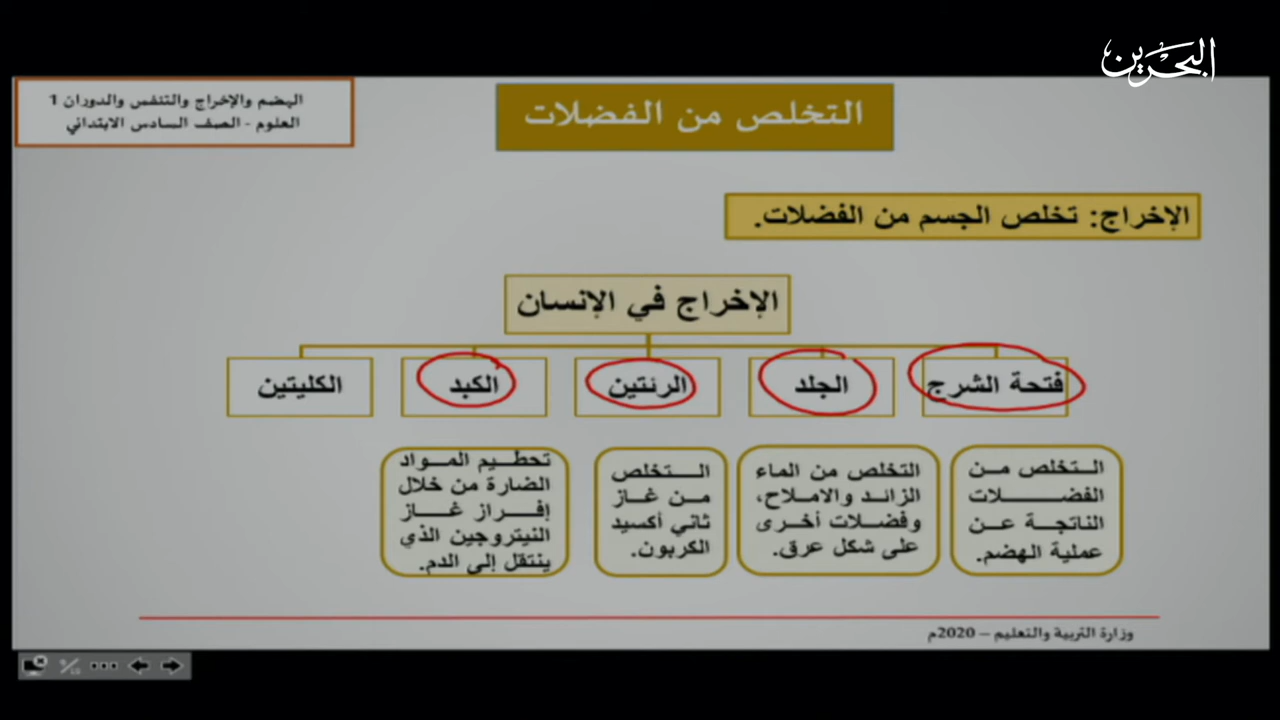 البحرين
الهضم والإخراج والتنفس والدوران 1
العلوم - الصف السادس الابتدائي
التخلص من الفضلات
الإخراج: تخلص الجسم من الفضلات.
الإخراج في الإنسان
فتحة الشرج
الجلد
الرئتين
الكبد
الكليتين
التخلص من
الفضلات
الناتجة عن
عملية الهضم.
التخلص من الماء
الزائد والاملاح،
وفضلات أخرى
على شكل عرق.
التخلص
من غاز
ثاني أكسيد
الكربون.
تحطيم المواد
الضارة من خلال
إفراز غاز
النيتروجين الذي
ينتقل إلى الدم.
وزارة التربية والتعليم – 2020م